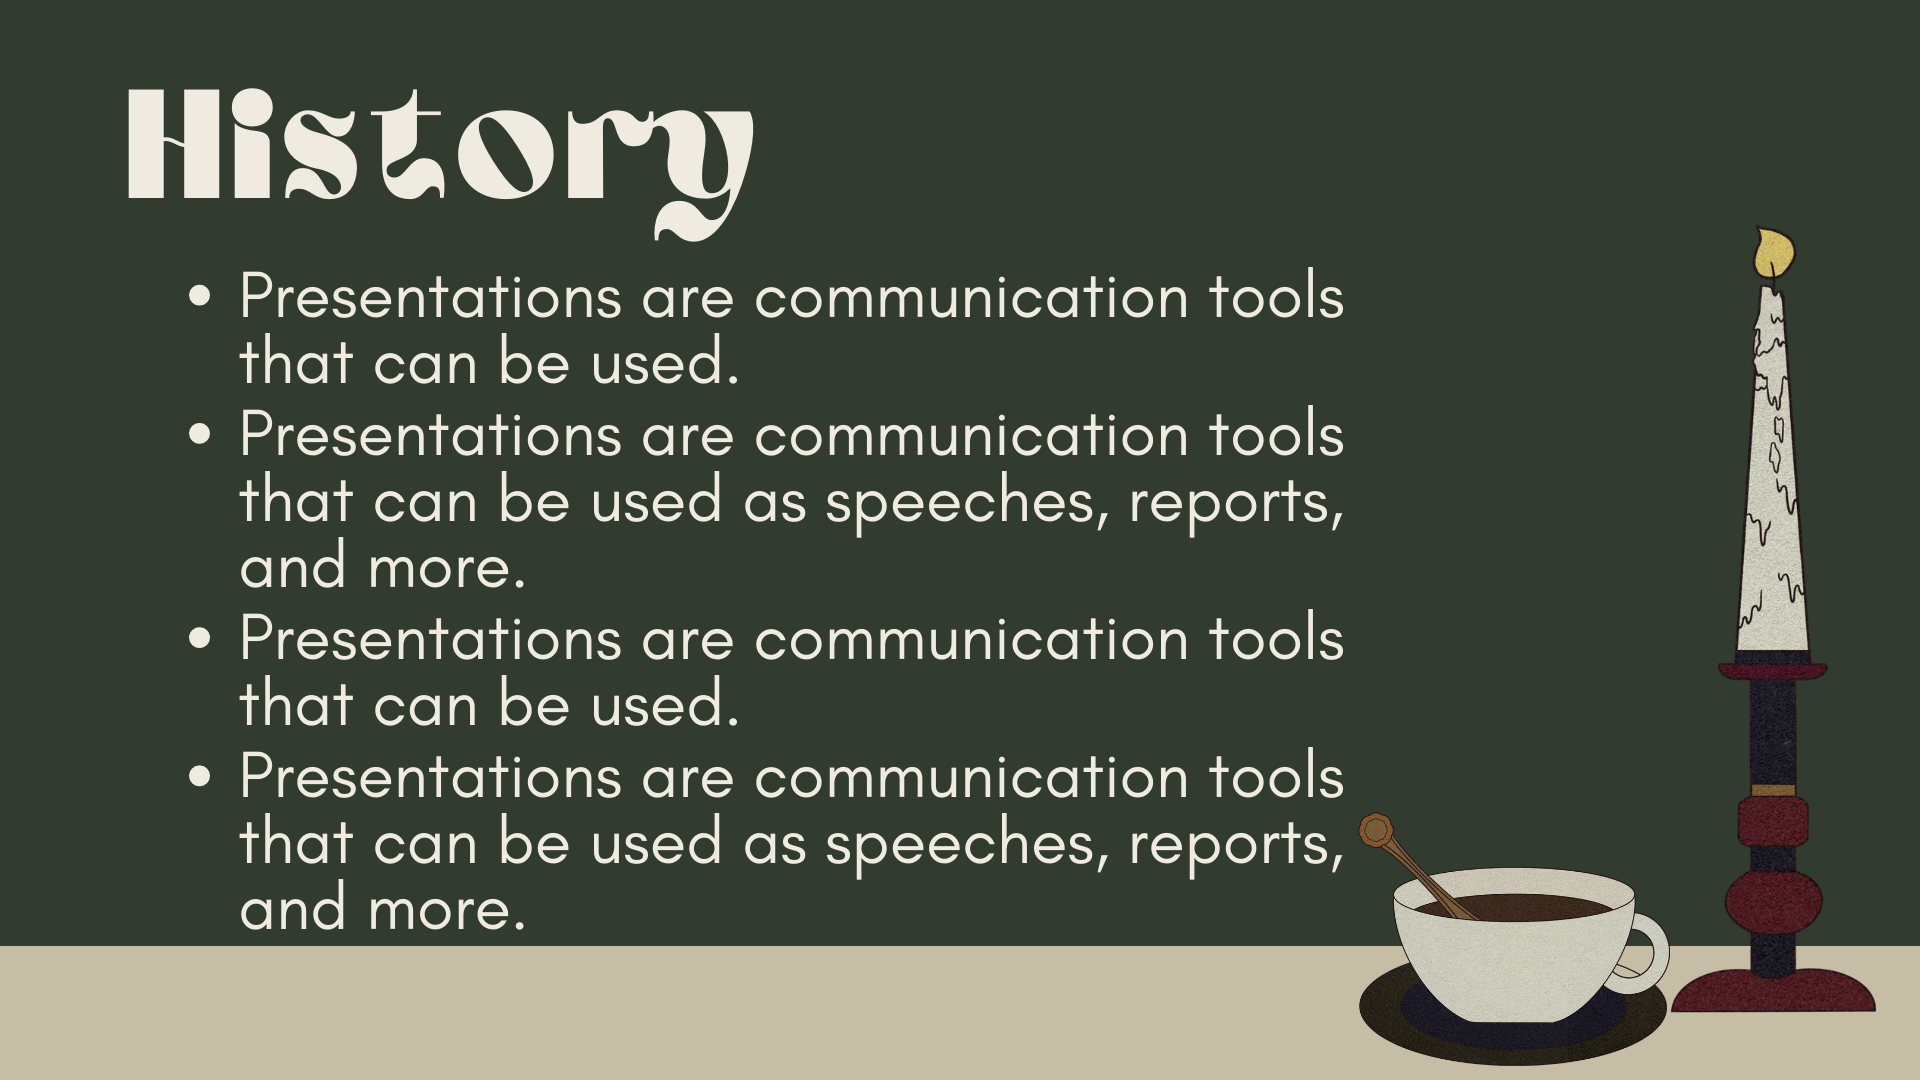 History
• Presentations are communication tools
that can be used.
• Presentations are communication tools
that can be used as speeches, reports,
and more.
• Presentations are communication tools
that can be used.
• Presentations are communication tools
that can be used as speeches, reports,
and more.